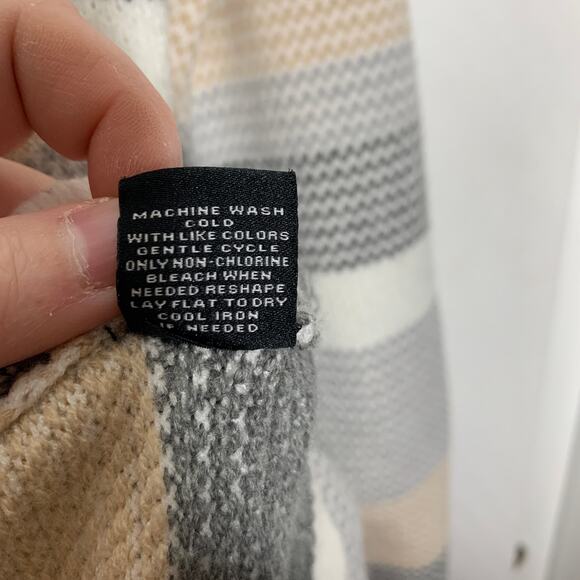 MACHINE WASH
COLD
WITH LIKE COLORS
GENTLE CYCLE
ONLY NON-CHLORINE
BLEACH WHEN
NEEDED RESHAPE
LAY FLAT TO DRY
COOL IRON
IF NEEDED